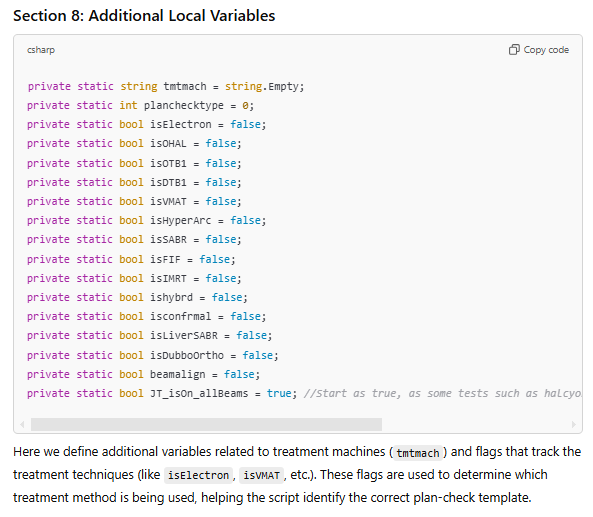 Section 8: Additional Local Variables
csharp Copy code
private static string tmtmach = string.Empty;
private static int planchecktype = 0;
private static bool isElectron = false;
private static bool isOHAL = false;
private static bool isOTB1 = false;
private static bool isDTB1 = false;
private static bool isVMAT = false;
private static bool isHyperArc = false;
private static bool isSABR = false;
private static bool isFIF = false;
private static bool isIMRT = false;
private static bool ishybrd = false;
private static bool isconfrmal = false;
private static bool isLiverSABR = false;
private static bool isDubboOrtho = false;
private static bool beamalign = false;
private static bool JT_isOn_allBeams = true; //Start as true, as some tests such as halcyo
Here we define additional variables related to treatment machines (tmtmach) and flags that track the
treatment techniques (like isElectron, isVMAT, etc.). These flags are used to determine which
treatment method is being used, helping the script identify the correct plan-check template.